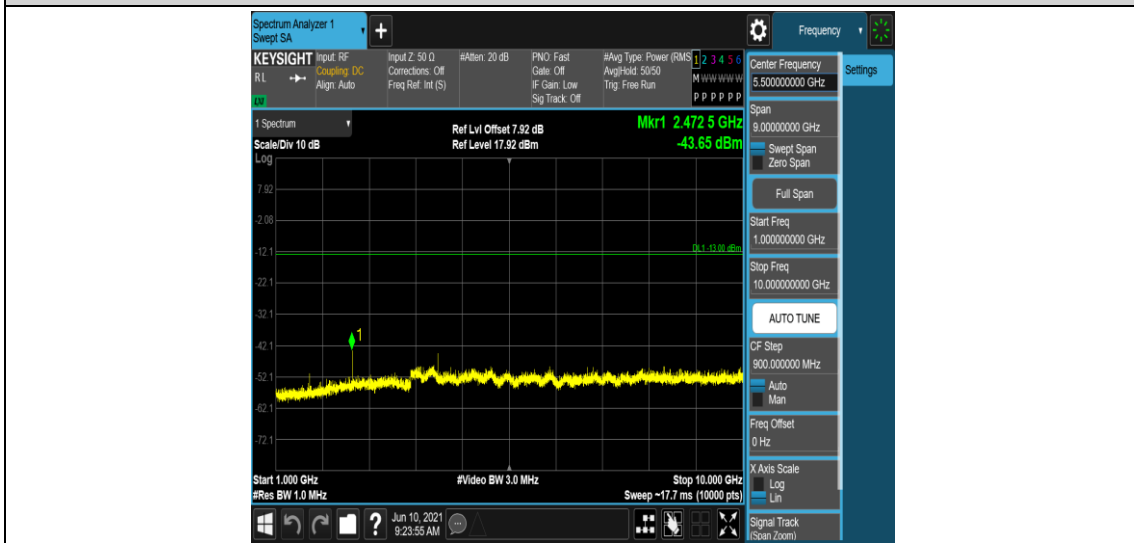 Spectrum Analyzer 1
Swept SA
+
Frequency
KEYSIGHT
RL
LXI
Input: RF
Coupling: DC
Align: Auto
Input Z: 50 Ω
Corrections: Off
Freq Ref: Int (S)
#Atten: 20 dB
PNO: Fast
Gate: Off
IF Gain: Low
Sig Track: Off
#Avg Type: Power (RMS
Avg|Hold: 50/50
Trig: Free Run
1 2 3 4 5 6
M W W W W W
P P P P P P
1 Spectrum
Scale/Div 10 dB
Log
Ref Lvl Offset 7.92 dB
Ref Level 17.92 dBm
Mkr1 2.472 5 GHz
-43.65 dBm
7.92
-2.08
-12.1
-22.1
-32.1
-42.1
-52.1
-62.1
-72.1
DL1 -13.00 dBm
1
Start 1.000 GHz
#Res BW 1.0 MHz
#Video BW 3.0 MHz
Stop 10.000 GHz
Sweep ~17.7 ms (10000 pts)
Center Frequency
5.500000000 GHz
Settings
Span
9.00000000 GHz
Swept Span
Zero Span
Full Span
Start Freq
1.000000000 GHz
Stop Freq
10.000000000 GHz
AUTO TUNE
CF Step
900.000000 MHz
Auto
Man
Freq Offset
0 Hz
X Axis Scale
Log
Lin
Signal Track
(Span Zoom)
?
Jun 10, 2021
9:23:55 AM